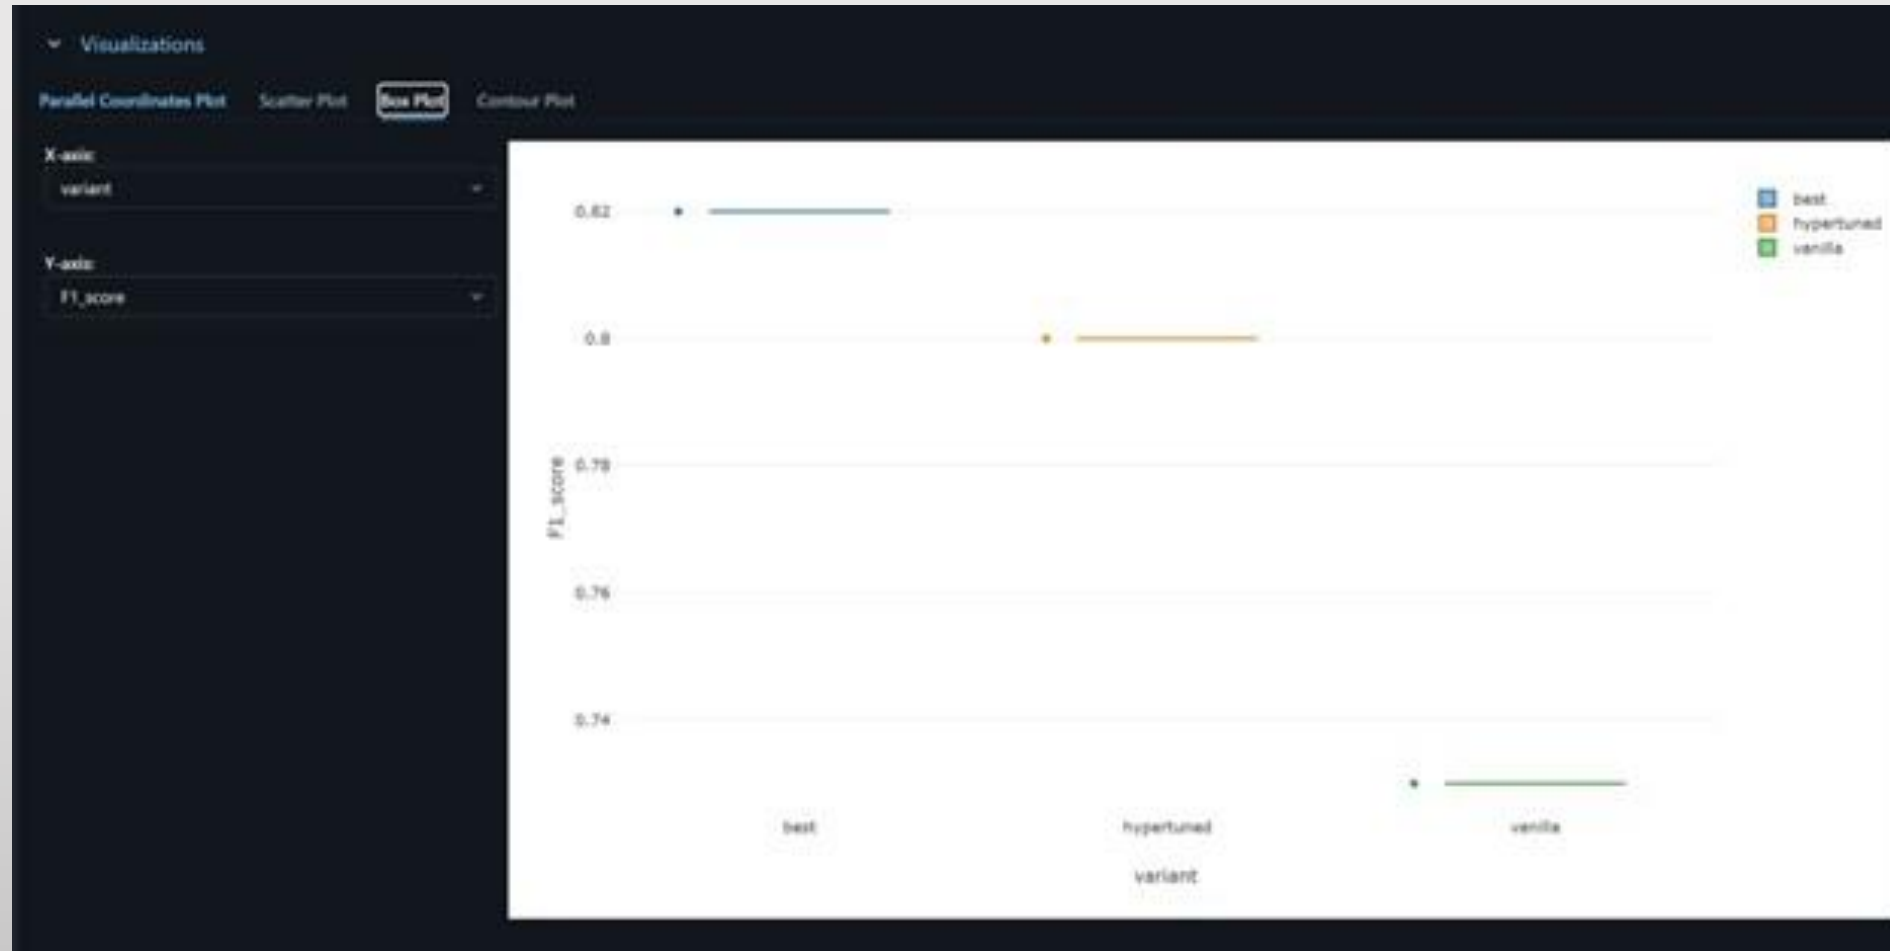 Visualizations
Parallel Coordinates Plot Scatter Plot Box Plot Contour Plot
X-axis:
variant
Y-axis:
F1_score
0.82
0.8
0.78
0.76
0.74
F1_score
best hypertuned vanilla
variant
best
hypertuned
vanilla